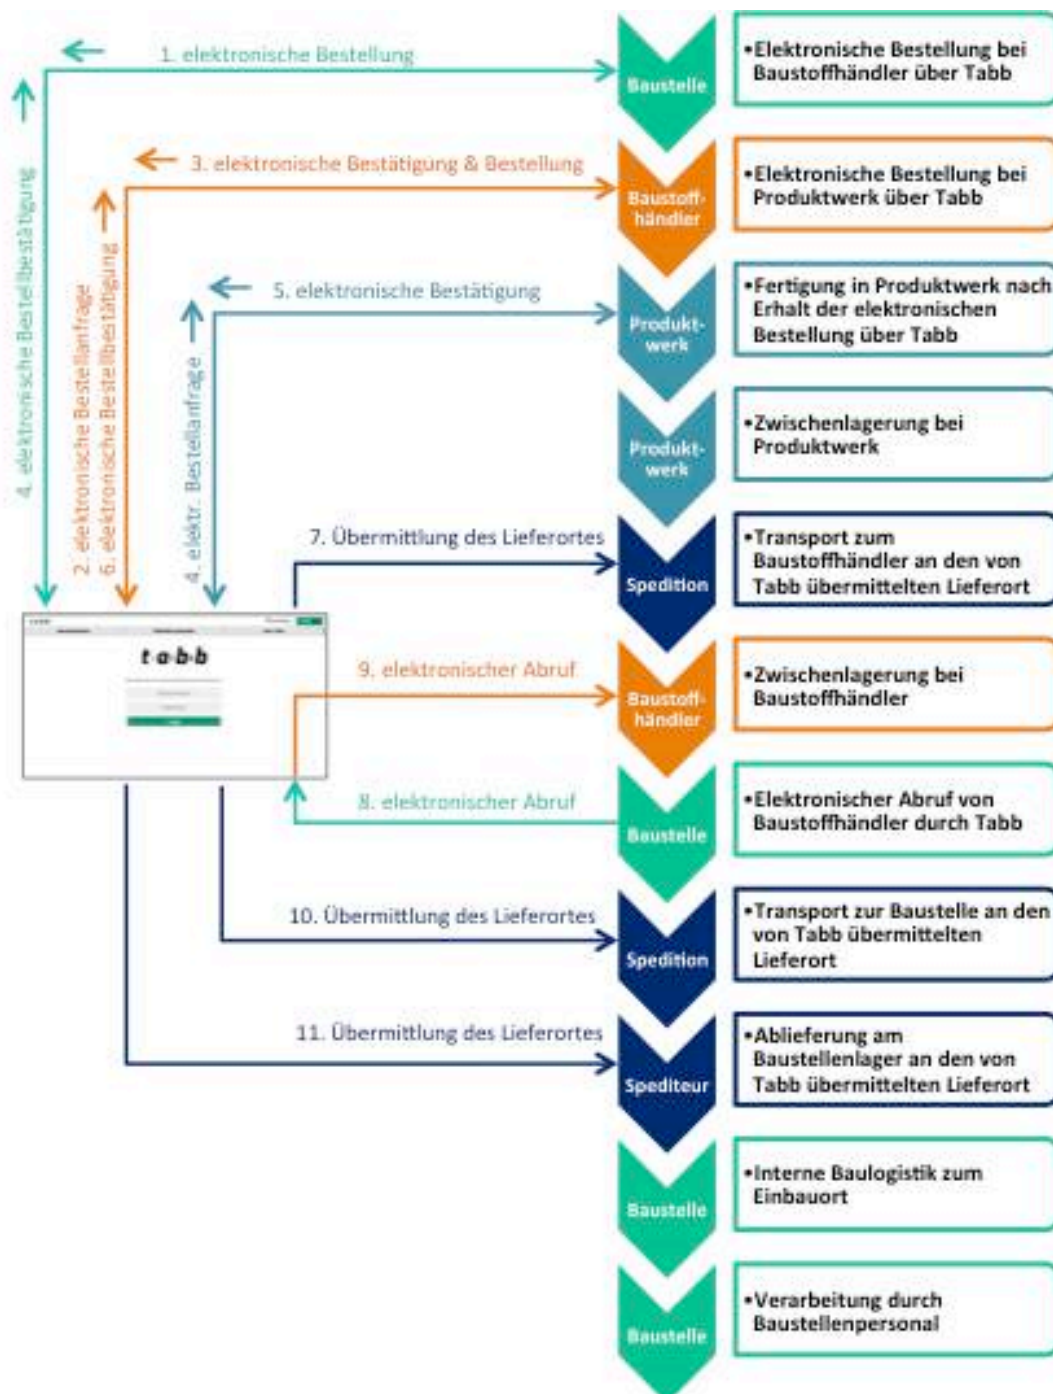 1. elektronische Bestellung
Baustelle
•Elektronische Bestellung bei
Baustoffhändler über Tabb
4. elektronische Bestellbestätigung
3. elektronische Bestätigung & Bestellung
Baustoff-
händler
•Elektronische Bestellung bei
Produktwerk über Tabb
2. elektronische Bestellanfrage
6. elektronische Bestellbestätigung
5. elektronische Bestätigung
Produkt-
werk
•Fertigung in Produktwerk nach
Erhalt der elektronischen
Bestellung über Tabb
4. elektr. Bestellanfrage
Produkt-
werk
•Zwischenlagerung bei
Produktwerk
7. Übermittlung des Lieferortes
Spedition
•Transport zum
Baustoffhändler an den von
Tabb übermittelten Lieferort
t·a·b·b
9. elektronischer Abruf
Baustoff-
händler
•Zwischenlagerung bei
Baustoffhändler
8. elektronischer Abruf
Baustelle
•Elektronischer Abruf von
Baustoffhändler durch Tabb
10. Übermittlung des Lieferortes
Spedition
•Transport zur Baustelle an den
von Tabb übermittelten
Lieferort
11. Übermittlung des Lieferortes
Spediteur
•Ablieferung am
Baustellenlager an den von
Tabb übermittelten Lieferort
Baustelle
•Interne Baulogistik zum
Einbauort
Baustelle
•Verarbeitung durch
Baustellenpersonal